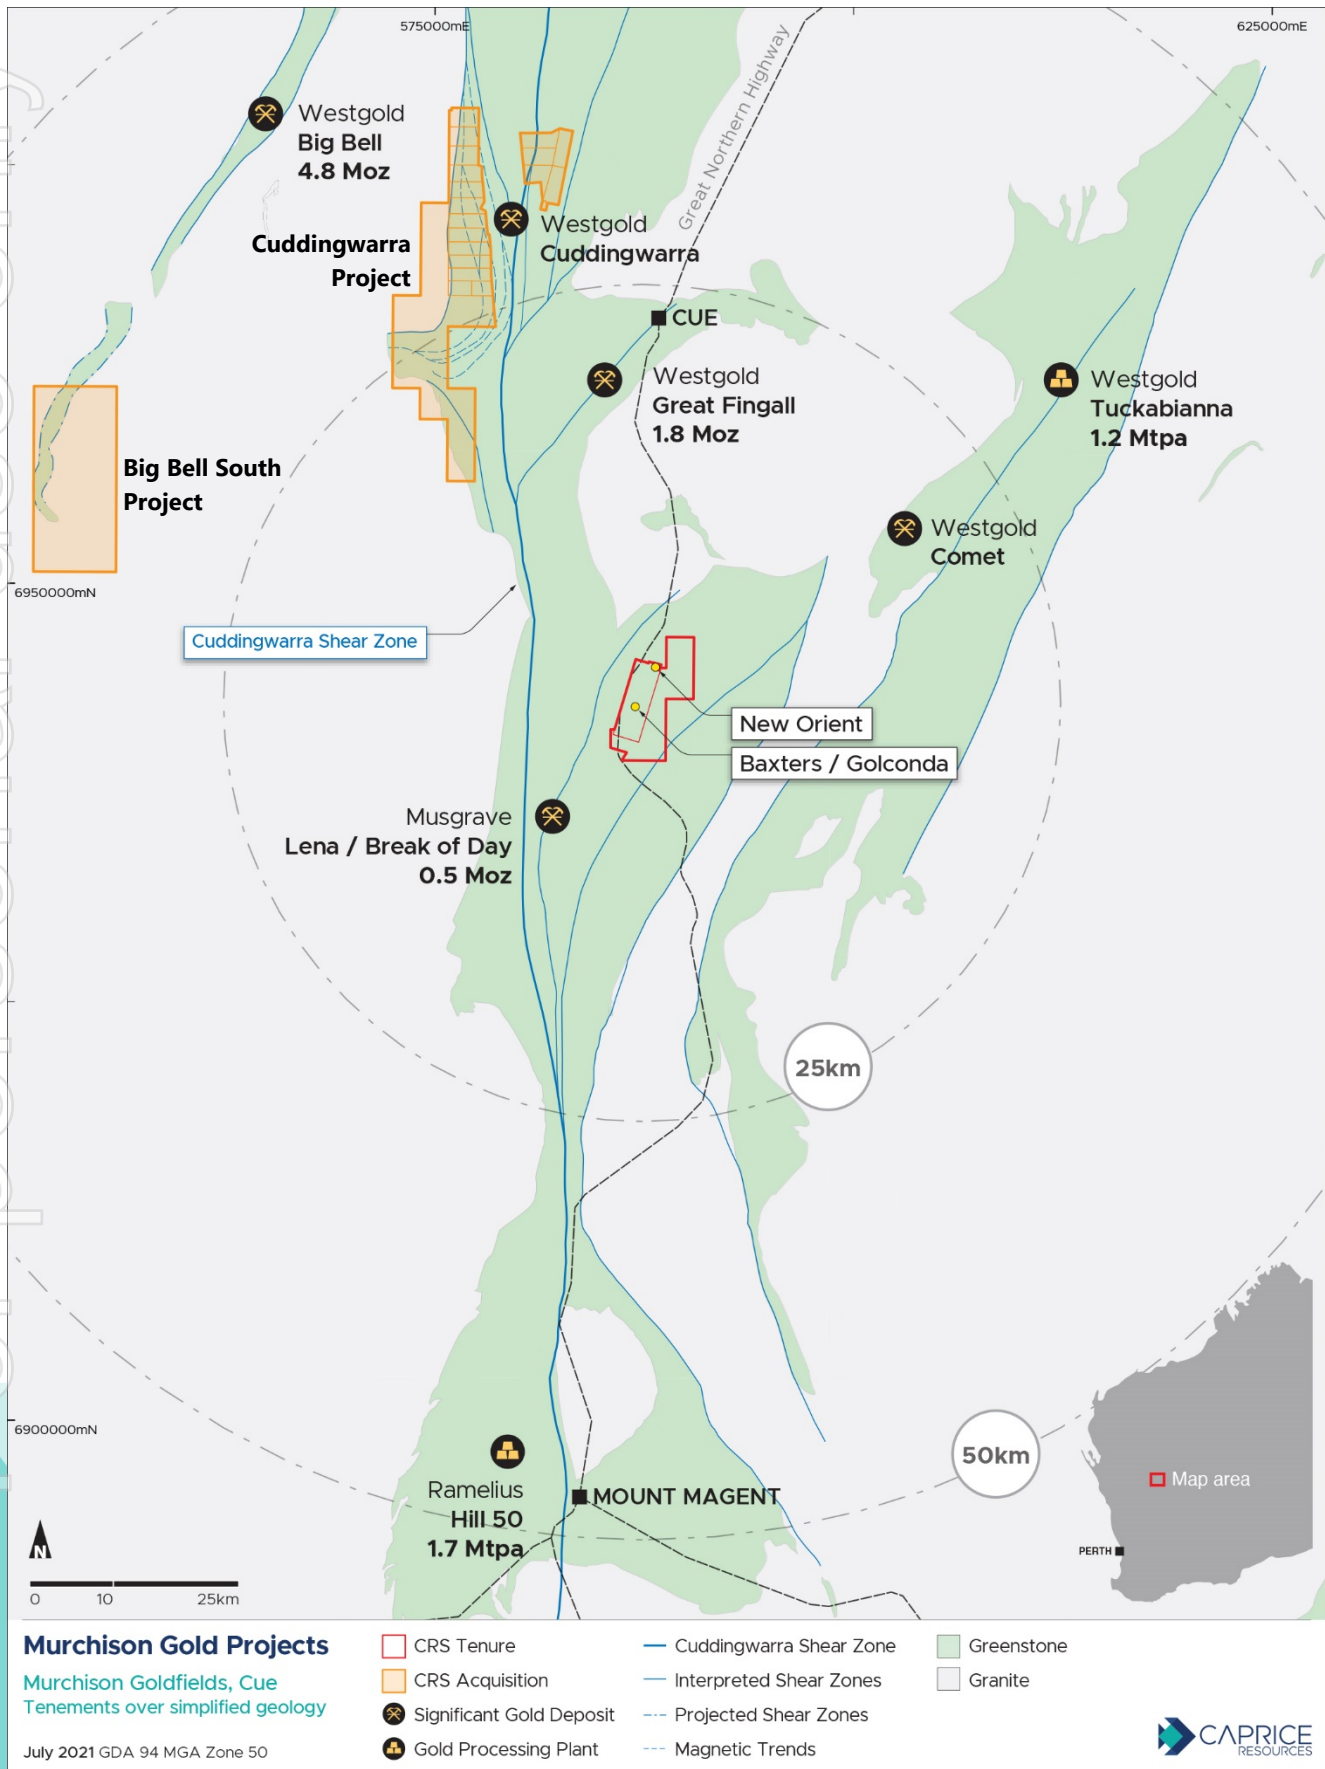 575000mE
625000mE
Great Northern Highway
Westgold
Big Bell
4.8 Moz
Cuddingwarra
Project
Westgold
Cuddingwarra
CUE
Westgold
Great Fingall
1.8 Moz
Westgold
Tuckabianna
1.2 Mtpa
Big Bell South
Project
Westgold
Comet
6950000mN
Cuddingwarra Shear Zone
New Orient
Baxters / Golconda
Musgrave
Lena / Break of Day
0.5 Moz
25km
6900000mN
50km
Ramelius
Hill 50
1.7 Mtpa
MOUNT MAGENT
Map area
PERTH
N
0 10 25km
Murchison Gold Projects
Murchison Goldfields, Cue
Tenements over simplified geology
July 2021 GDA 94 MGA Zone 50
CRS Tenure
CRS Acquisition
Significant Gold Deposit
Gold Processing Plant
Cuddingwarra Shear Zone
Interpreted Shear Zones
Projected Shear Zones
Magnetic Trends
Greenstone
Granite
CAPRICE
RESOURCES